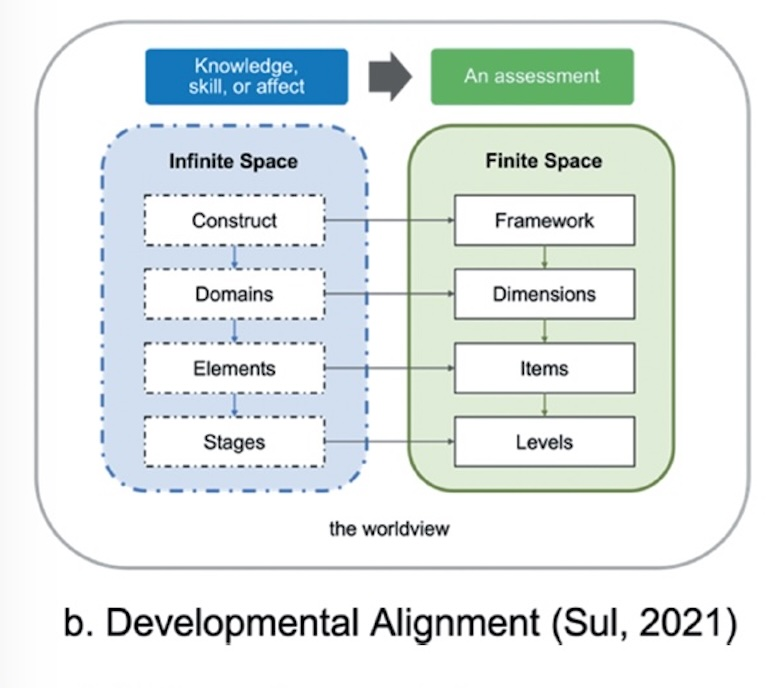 Knowledge,
skill, or affect
An assessment
Infinite Space
Construct
Domains
Elements
Stages
Finite Space
Framework
Dimensions
Items
Levels
the worldview
b. Developmental Alignment (Sul, 2021)